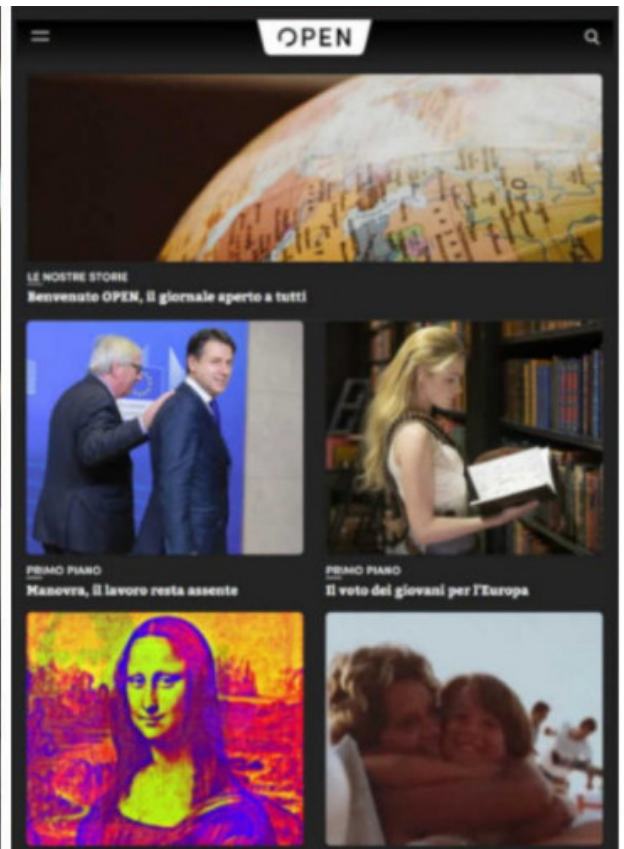 OPEN
LE NOSTRE STORIE
Benvenuto OPEN, il giornale aperto a tutti
PRIMO PIANO
Manovra, il lavoro resta assente
PRIMO PIANO
Il voto dei giovani per l'Europa